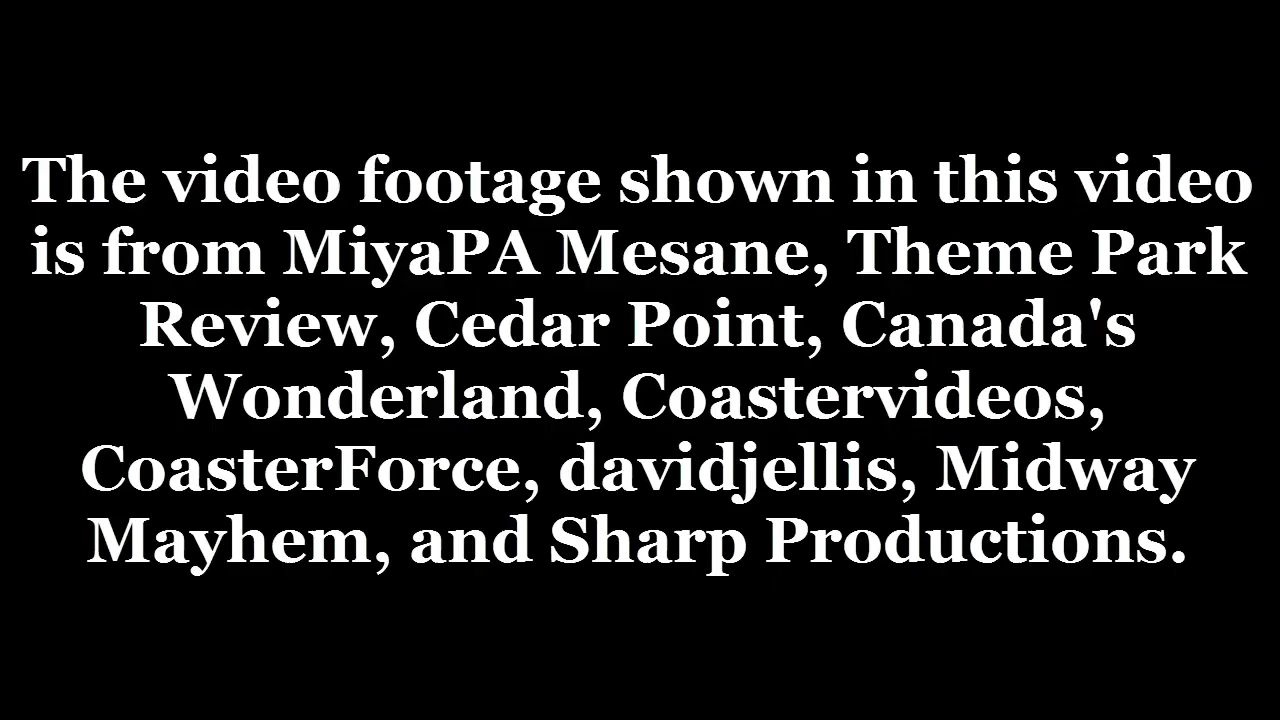 The video footage shown in this video
is from MiyaPA Mesane, Theme Park
Review, Cedar Point, Canada's
Wonderland, Coastervideos,
CoasterForce, davidjellis, Midway
Mayhem, and Sharp Productions.